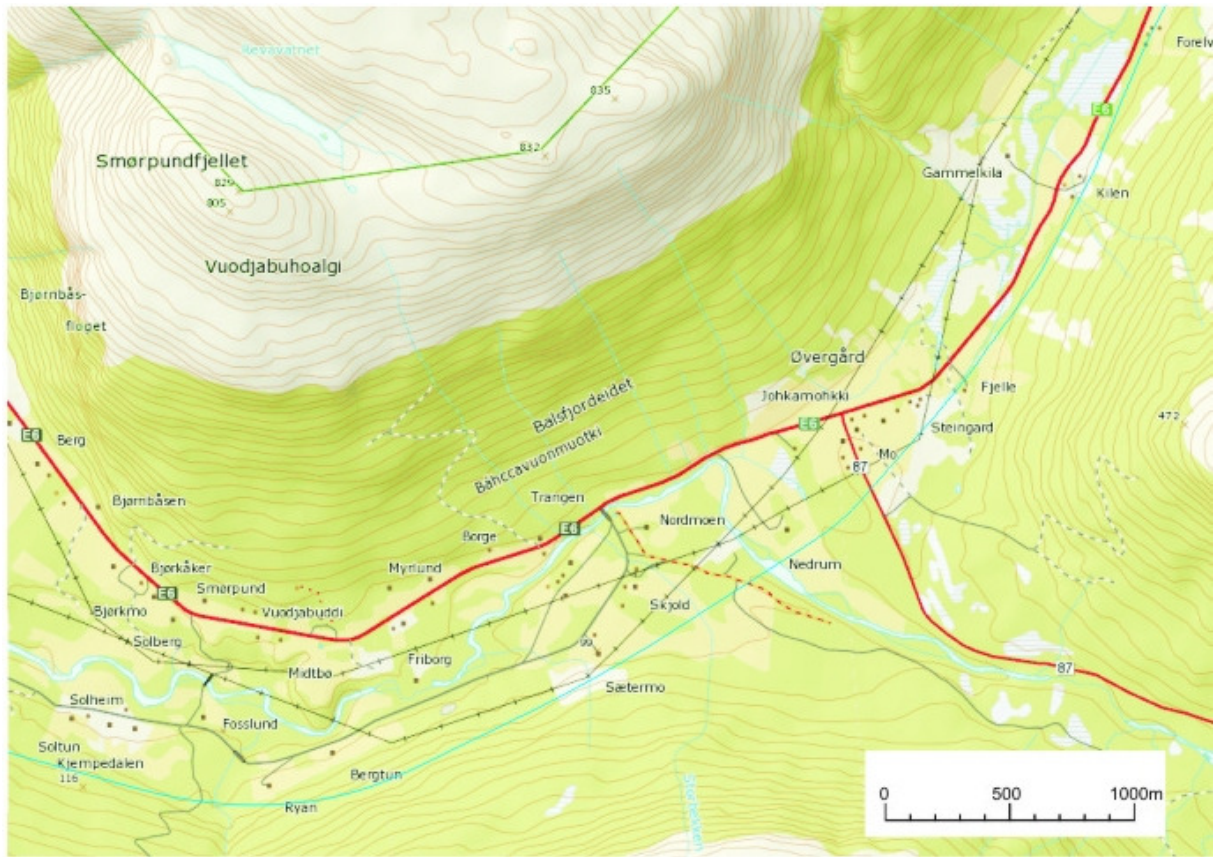 Revavatnet
Forelv
835
832
Smørpundfjellet
829
805
E6
Gammelkila
Kilen
Vuodjabuhoalgi
Bjørnbås-
flopet
Øvergård
Balsfjordeidet
Johkamohkki
Fjelle
472
E6
Steingard
E6
Berg
Báhccavuonmuotki
Mo
87
Bjørnbåsen
Trangen
E6
Nordmoen
Borge
Bjørkåker
Myrlund
Nedrum
Smørpund
E6
Bjørkmo
Vuodjabuddi
Skjold
Solberg
99
Friborg
Midtbø
87
Sætermo
Solheim
Fosslund
Soltun
Kjempedalen
116
Bergtun
Ryan
Stortekken
0 500 1000m